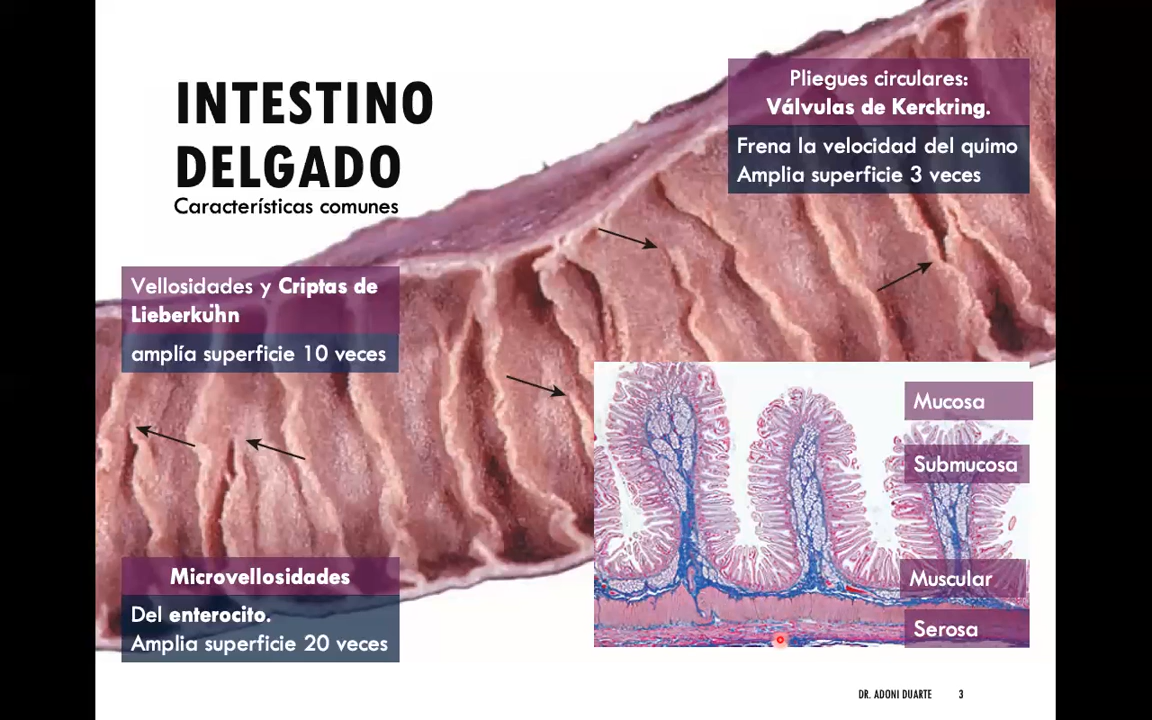 INTESTINO
DELGADO
Características comunes
Pliegues circulares:
Válvulas de Kerckring.
Frena la velocidad del quimo
Amplia superficie 3 veces
Vellosidades y Criptas de
Lieberkuhn
amplía superficie 10 veces
Microvellosidades
Del enterocito.
Amplia superficie 20 veces
Mucosa
Submucosa
Muscular
Serosa
DR. ADONI DUARTE 3